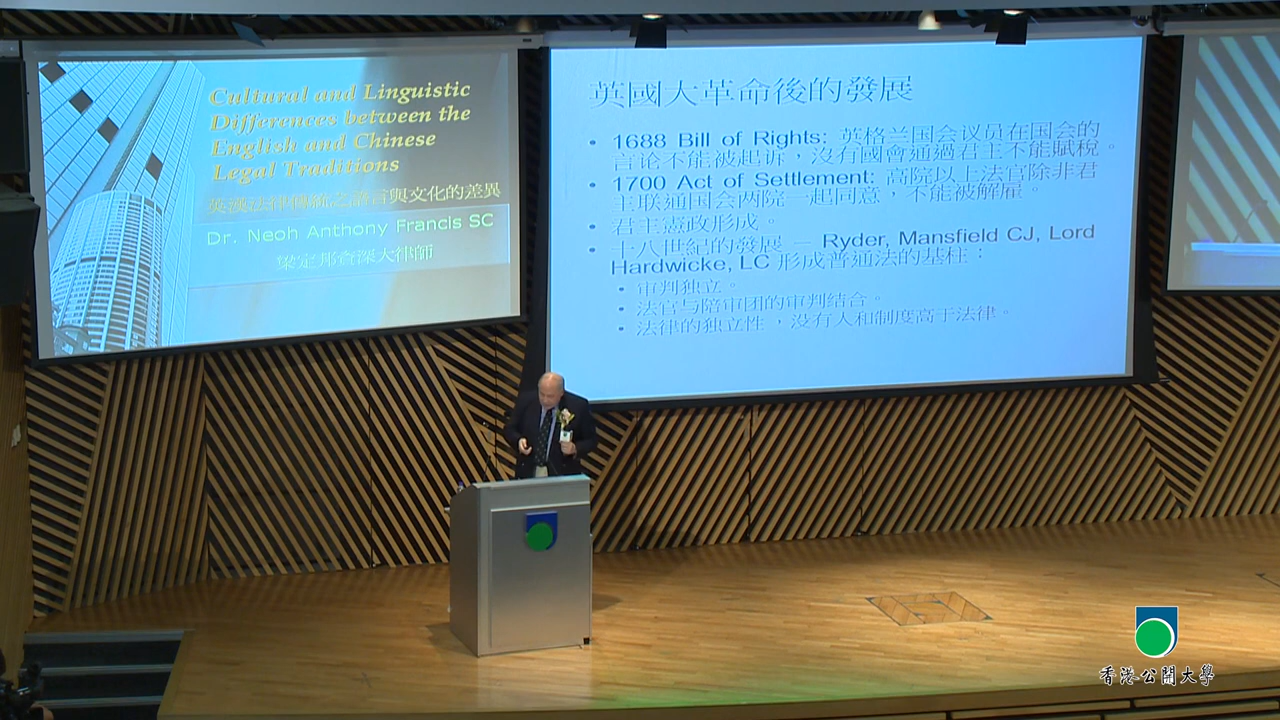 Cultural and Linguistic
Differences between the
English and Chinese
Legal Traditions
英漢法律傳統之語言與文化的差異
Dr. Neoh Anthony Francis SC
梁定邦資深大律師
英國大革命後的發展
• 1688 Bill of Rights: 英格兰国会议员在国会的
言论不能被起诉，沒有國會通過君主不能賦稅。
• 1700 Act of Settlement: 高院以上法官除非君
主联通国会两院一起同意，不能被解雇。
• 君主憲政形成。
• 十八世紀的發展 — Ryder, Mansfield CJ, Lord
Hardwicke, LC 形成普通法的基柱：
• 审判独立。
• 法官与陪审团的审判结合。
• 法律的独立性，沒有人和制度高于法律。
香港公開大學